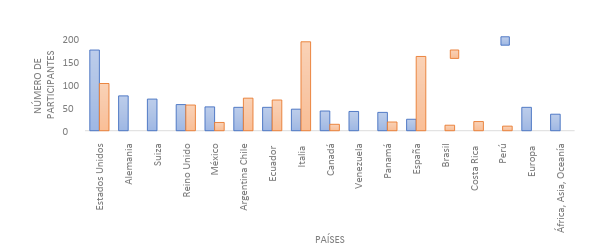 NÚMERO DE
PARTICIPANTES
200
150
100
50
0
Estados Unidos
Alemania
Suiza
Reino Unido
México
Argentina Chile
Ecuador
Italia
Canadá
Venezuela
Panamá
España
Brasil
Costa Rica
Perú
Europa
África, Asia, Oceanía
PAÍSES